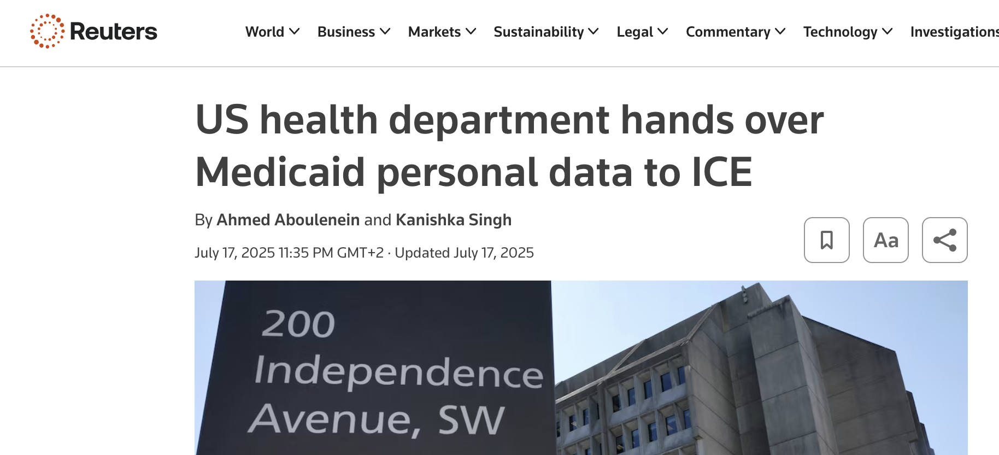 Reuters
World Business Markets Sustainability Legal Commentary Technology Investigations
US health department hands over
Medicaid personal data to ICE
By Ahmed Aboulenein and Kanishka Singh
July 17, 2025 11:35 PM GMT+2 · Updated July 17, 2025
Aa
200
Independence
Avenue, SW